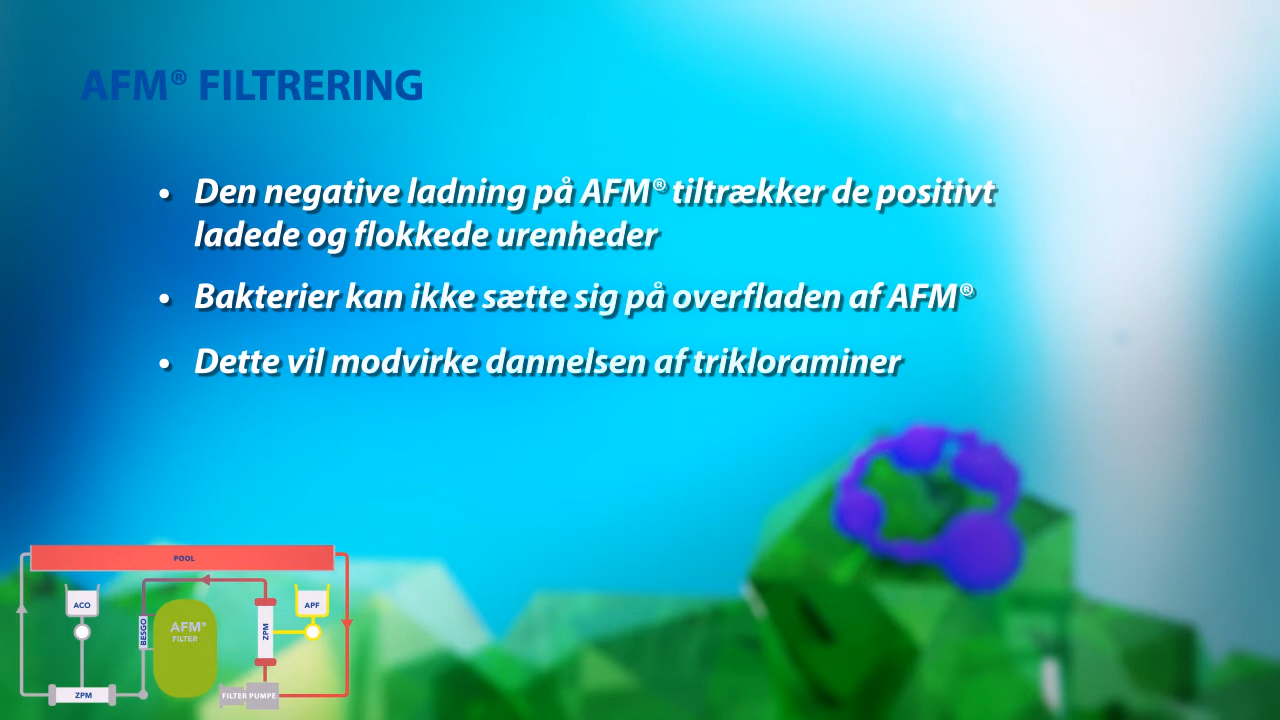 AFM® FILTRERING
• Den negative ladning på AFM® tiltrækker de positivt
ladede og flokkede urenheder
• Bakterier kan ikke sætte sig på overfladen af AFM®
• Dette vil modvirke dannelsen af trikloraminer
POOL
ACO
APF
BESGO
AFM®
FILTER
ZPM
ZPM
FILTER PUMPE